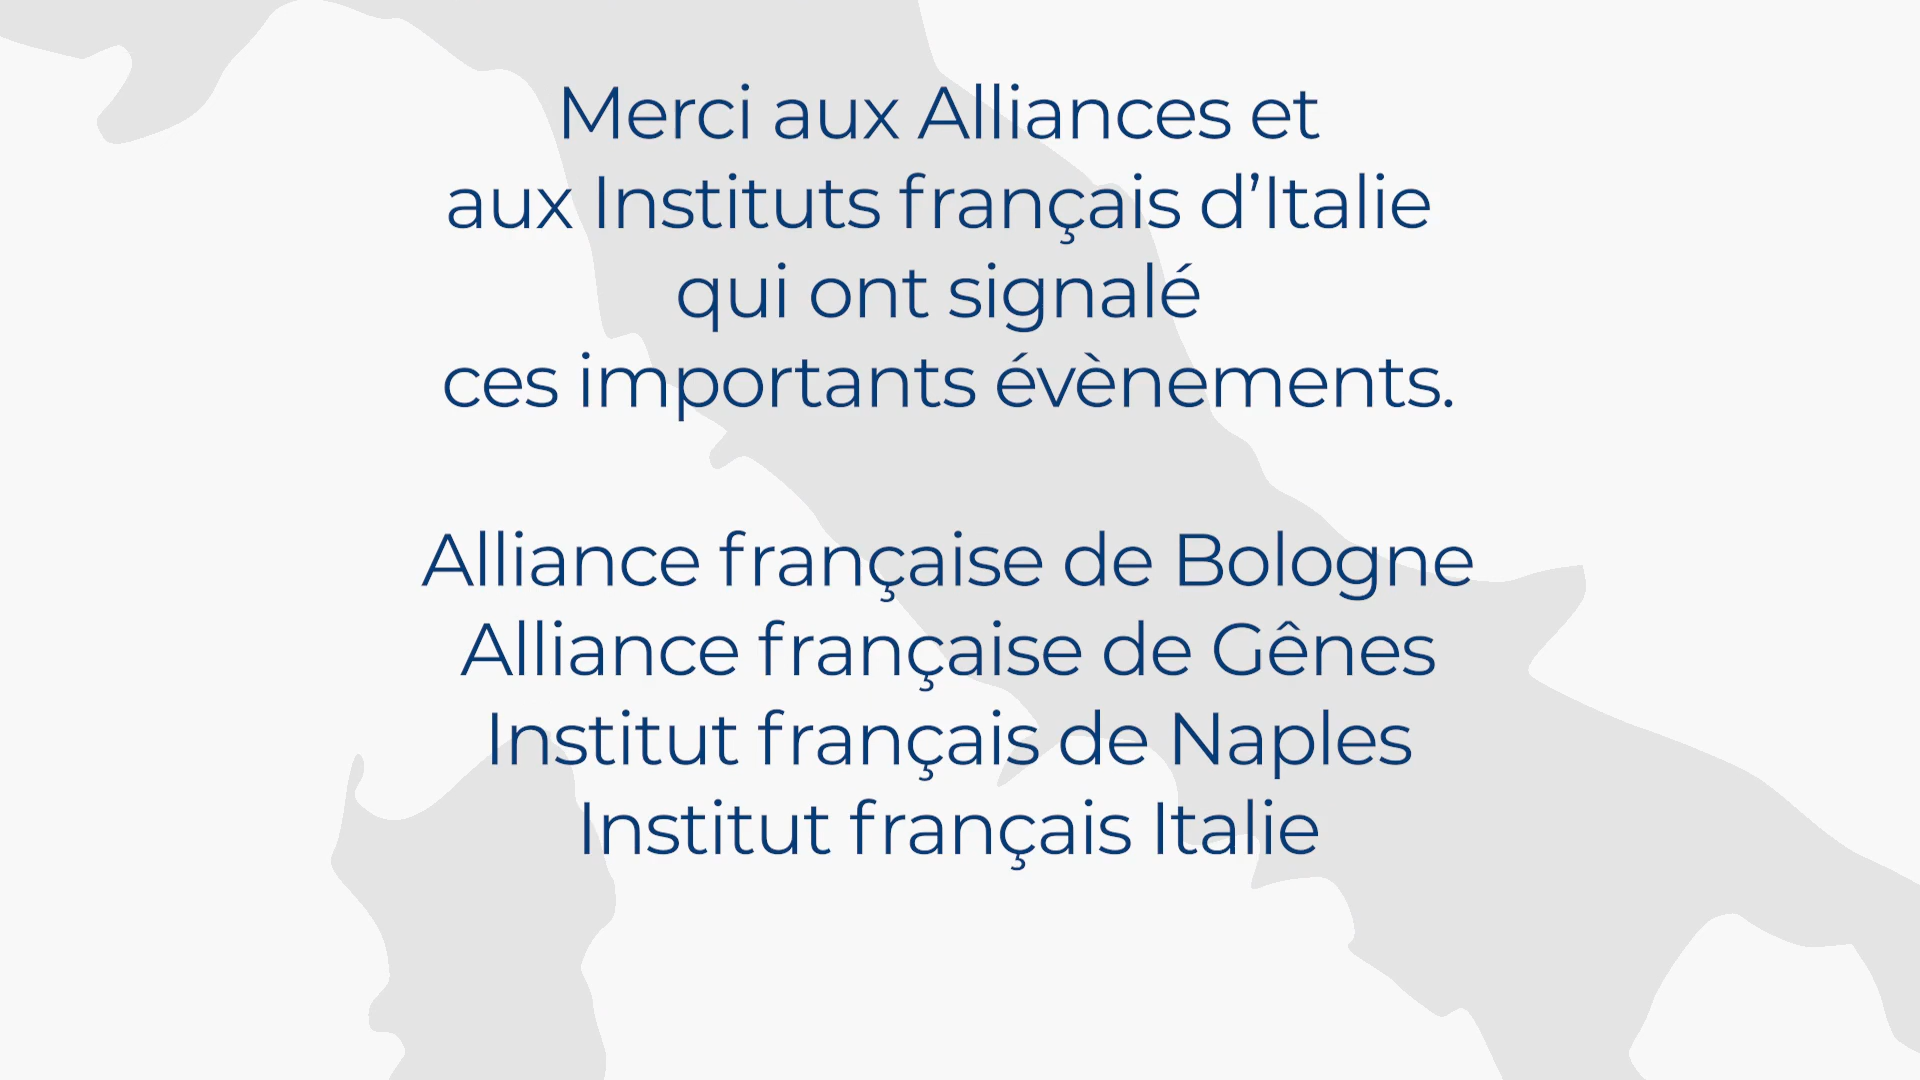 Merci aux Alliances et
aux Instituts français d’Italie
qui ont signalé
ces importants évènements.
Alliance française de Bologne
Alliance française de Gênes
Institut français de Naples
Institut français Italie